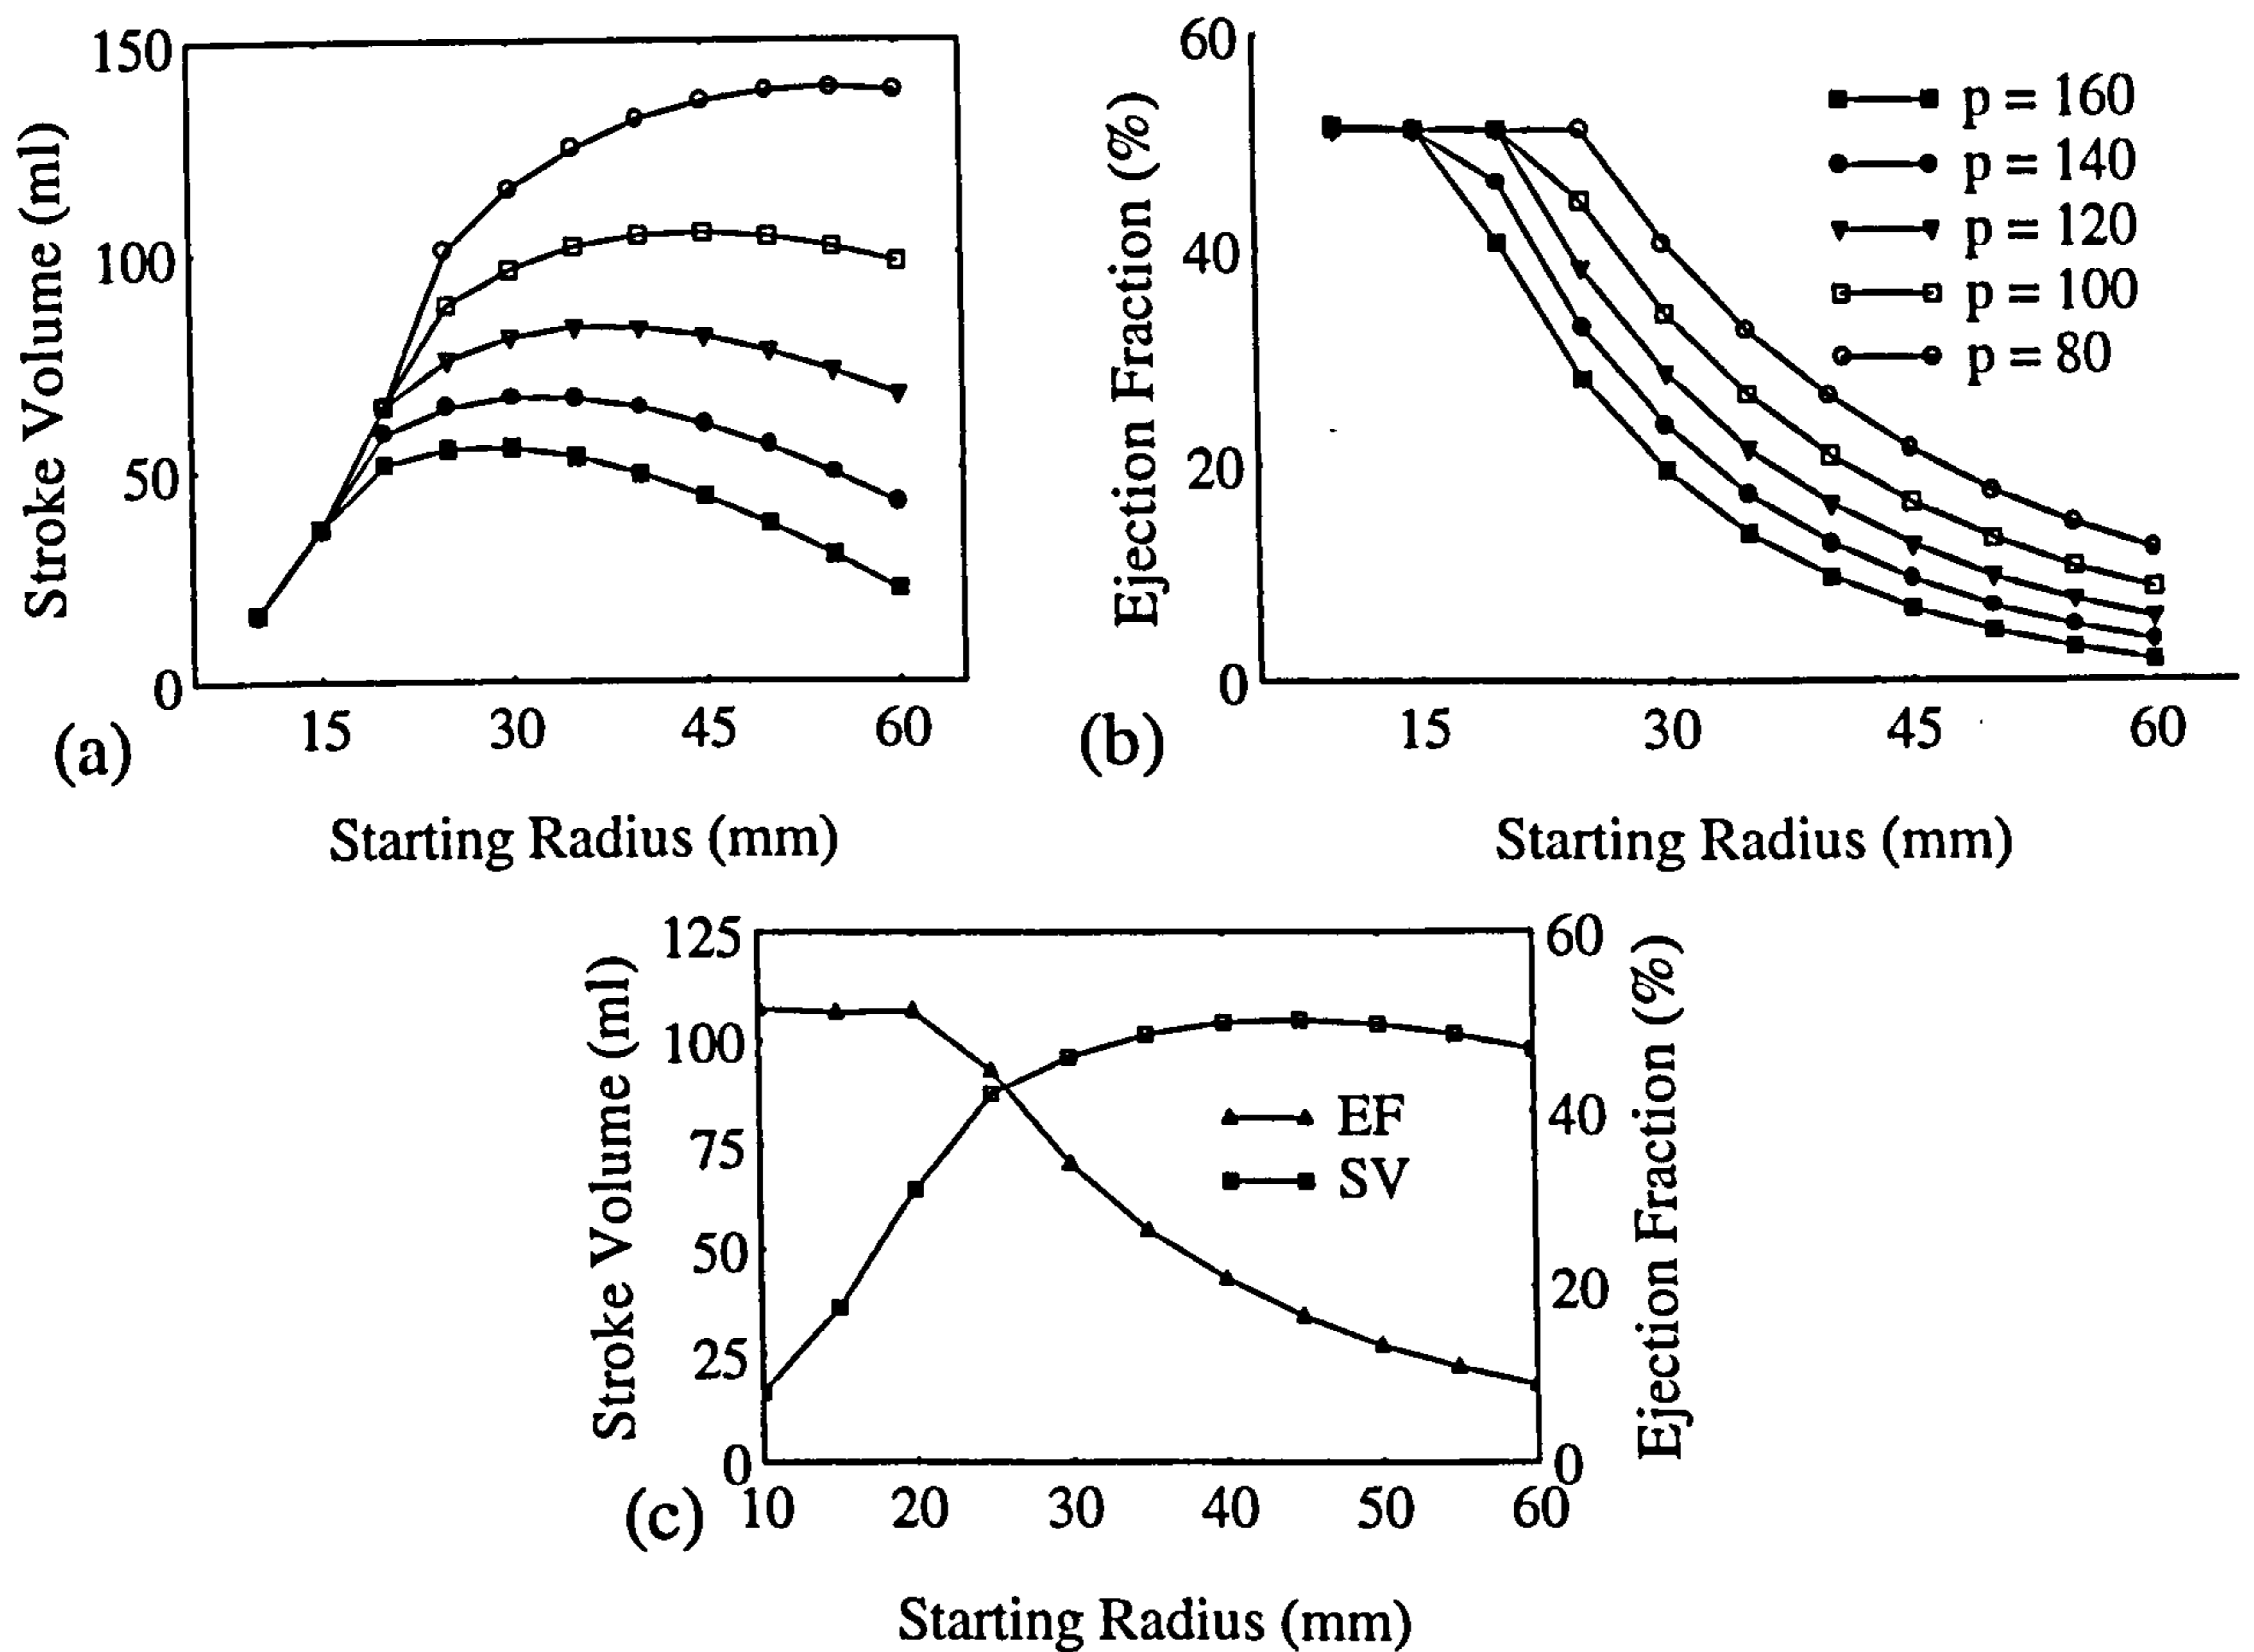 150
100
50
0
Stroke Volume (ml)
15 30 45 60
(a)
Starting Radius (mm)
60
40
20
0
Ejection Fraction (%)
p = 160
p = 140
p = 120
p = 100
p = 80
15 30 45 60
(b)
Starting Radius (mm)
125
100
75
50
25
0
Stroke Volume (ml)
60
40
20
0
Ejection Fraction (%)
EF
SV
(c)
10 20 30 40 50 60
Starting Radius (mm)